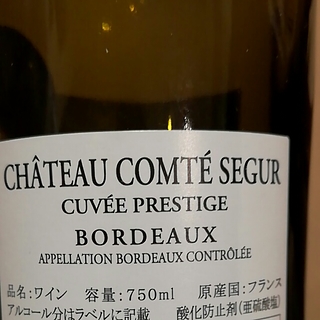 CHÂTEAU COMTÉ SEGUR
CUVÉE PRESTIGE
BORDEAUX
APPELLATION BORDEAUX CONTRÔLÉE
品名:ワイン 容量:750ml 原産国:フランス
アルコール分はラベルに記載 酸化防止剤(亜硫酸塩)